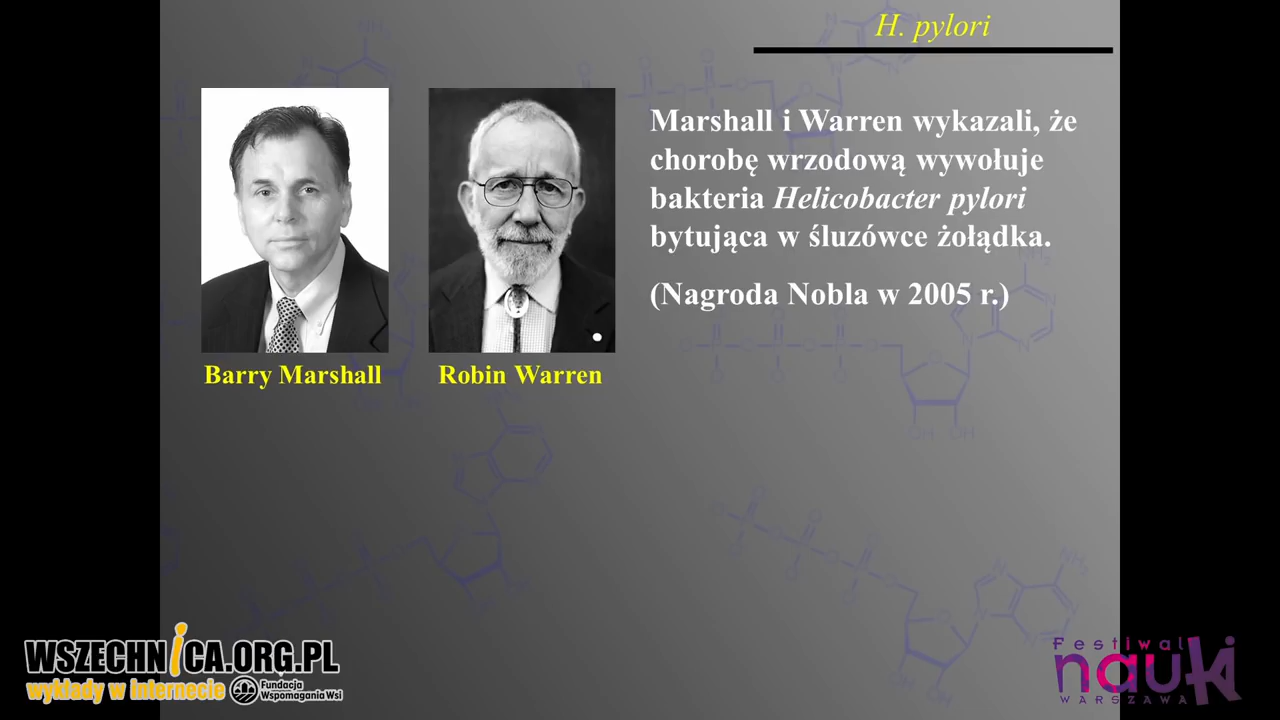 H. pylori
Marshall i Warren wykazali, że
chorobę wrzodową wywołuje
bakteria Helicobacter pylori
bytująca w śluzówce żołądka.
(Nagroda Nobla w 2005 r.)
Barry Marshall
Robin Warren
WSZECHNICA.ORG.PL
wykłady w internecie
Fundacja
Wspomagania Wsi
Festiwal
nauki
WARSZAWA